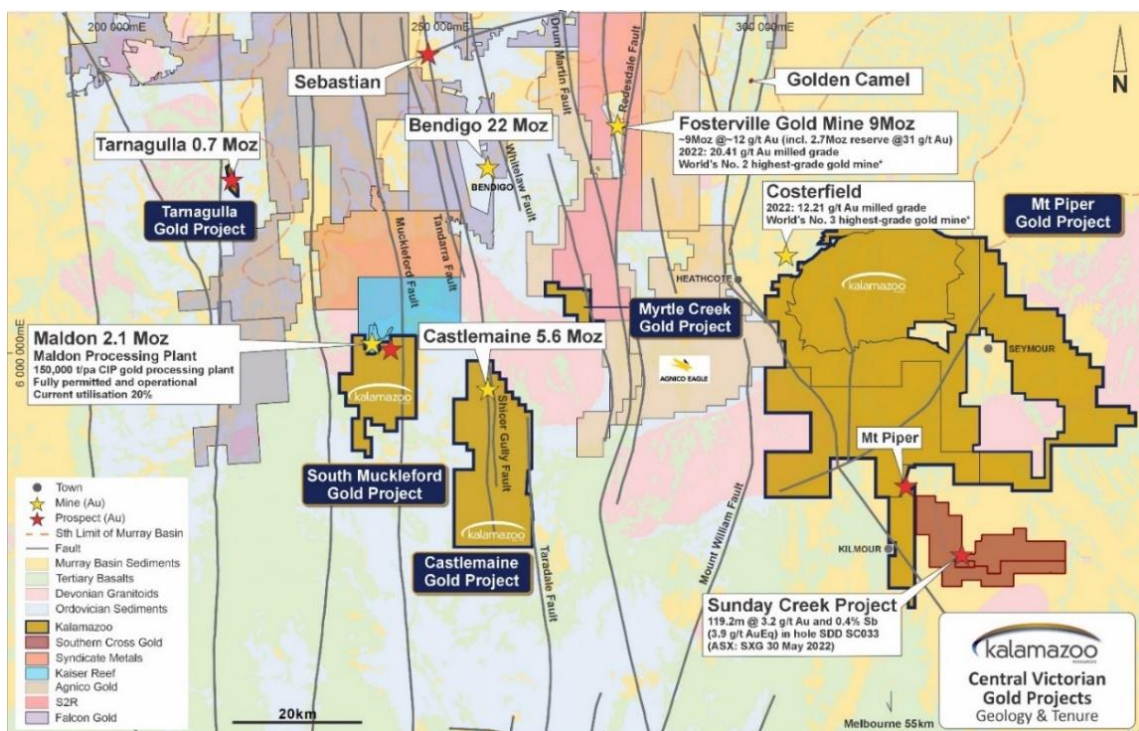 200 000mE
250 000mE
300 000mE
6 000 000mE
N
Sebastian
Drum Martin Fault
Redesdale Fault
Golden Camel
Tarnagulla 0.7 Moz
Bendigo 22 Moz
BENDIGO
Whitelaw Fault
Fosterville Gold Mine 9Moz
~9Moz @~12 g/t Au (incl. 2.7Moz reserve @31 g/t Au)
2022: 20.41 g/t Au milled grade
World's No. 2 highest-grade gold mine*
Costerfield
2022: 12.21 g/t Au milled grade
World's No. 3 highest-grade gold mine*
Mt Piper
Gold Project
Tarnagulla
Gold Project
Muckleford Fault
Tandarra Fault
HEATHCOTE
kalamazoo
Myrtle Creek
Gold Project
Maldon 2.1 Moz
Maldon Processing Plant
150,000 t/pa CIP gold processing plant
Fully permitted and operational
Current utilisation 20%
Castlemaine 5.6 Moz
AGNICO EAGLE
SEYMOUR
kalamazoo
Shicer Gully Fault
South Muckleford
Gold Project
kalamazoo
Castlemaine
Gold Project
Taradale Fault
Mount William Fault
Mt Piper
KILMOUR
Sunday Creek Project
119.2m @ 3.2 g/t Au and 0.4% Sb
(3.9 g/t AuEq) in hole SDD SC033
(ASX: SXG 30 May 2022)
Town
Mine (Au)
Prospect (Au)
Sth Limit of Murray Basin
Fault
Murray Basin Sediments
Tertiary Basalts
Devonian Granitoids
Ordovician Sediments
Kalamazoo
Southern Cross Gold
Syndicate Metals
Kaiser Reef
Agnico Gold
S2R
Falcon Gold
20km
Melbourne 55km
kalamazoo
RESOURCES
Central Victorian
Gold Projects
Geology & Tenure